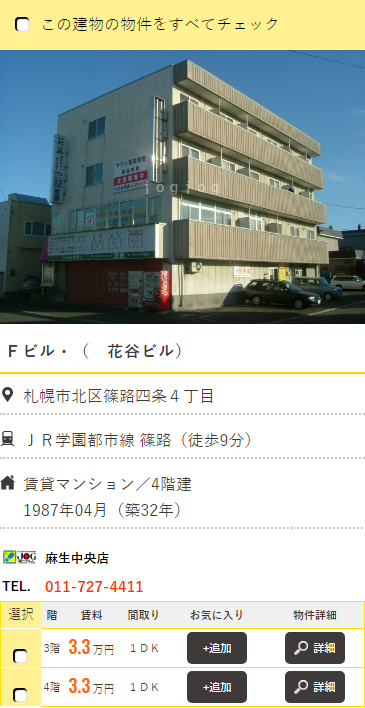 この建物の物件をすべてチェック
jogjog
Ｆビル・（　花谷ビル）
札幌市北区篠路四条４丁目
ＪＲ学園都市線 篠路（徒歩9分）
賃貸マンション／4階建
1987年04月（築32年）
JOG 麻生中央店
TEL. 011-727-4411
選択 階 賃料 間取り お気に入り 物件詳細
3階 3.3万円 １ＤＫ +追加 詳細
4階 3.3万円 １ＤＫ +追加 詳細